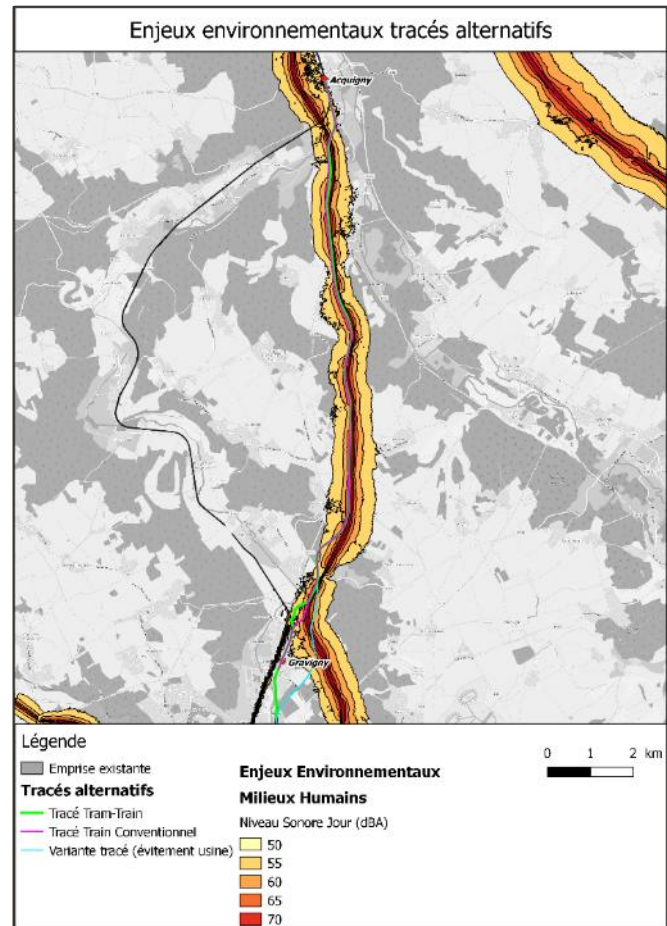 Enjeux environnementaux tracés alternatifs
Acquigny
Gravigny
Légende
Emprise existante
Tracés alternatifs
Tracé Tram-Train
Tracé Train Conventionnel
Variante tracé (évitement usine)
Enjeux Environnementaux
Milieux Humains
Niveau Sonore Jour (dBA)
50
55
60
65
70
0 1 2 km